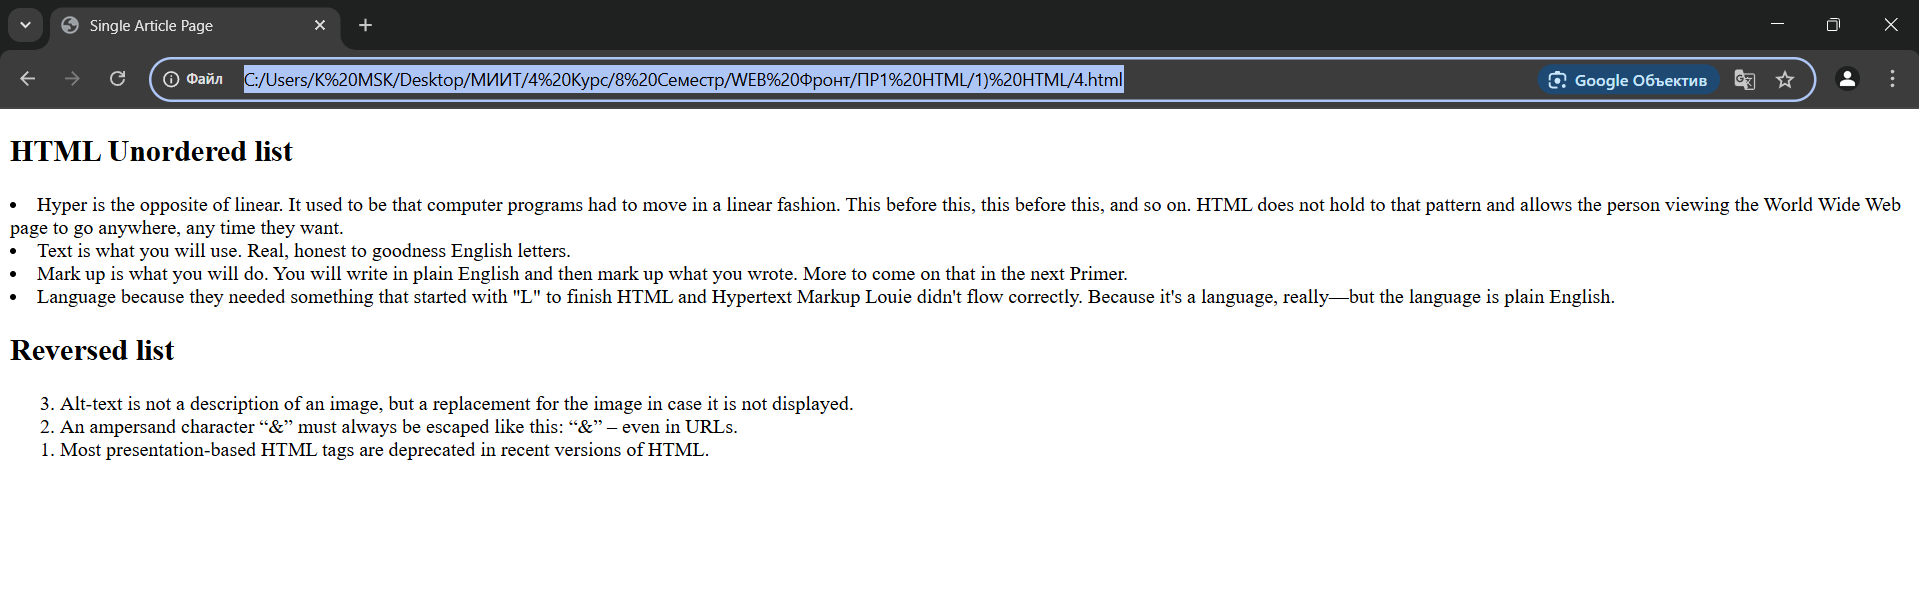 Single Article Page
Файл C:/Users/K%20MSK/Desktop/МИИТ/4%20Курс/8%20Семестр/WEB%20Фронт/ПР1%20HTML/1)%20HTML/4.html Google Объектив
HTML Unordered list
• Hyper is the opposite of linear. It used to be that computer programs had to move in a linear fashion. This before this, this before this, and so on. HTML does not hold to that pattern and allows the person viewing the World Wide Web
page to go anywhere, any time they want.
• Text is what you will use. Real, honest to goodness English letters.
• Mark up is what you will do. You will write in plain English and then mark up what you wrote. More to come on that in the next Primer.
• Language because they needed something that started with "L" to finish HTML and Hypertext Markup Louie didn't flow correctly. Because it's a language, really—but the language is plain English.
Reversed list
3. Alt-text is not a description of an image, but a replacement for the image in case it is not displayed.
2. An ampersand character “&” must always be escaped like this: “&” – even in URLs.
1. Most presentation-based HTML tags are deprecated in recent versions of HTML.